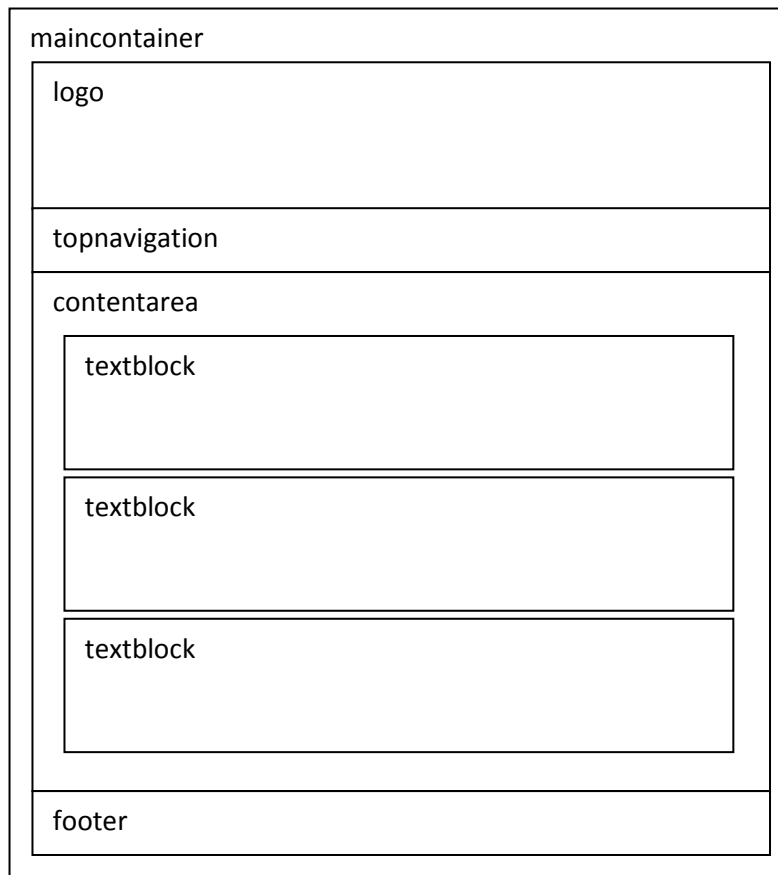 maincontainer
logo
topnavigation
contentarea
textblock
textblock
textblock
footer